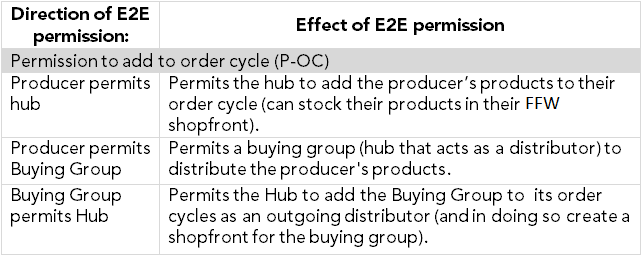 Direction of E2E permission:
Effect of E2E permission
Permission to add to order cycle (P-OC)
Producer permits hub
Permits the hub to add the producer's products to their
order cycle (can stock their products in their FFW
shopfront).
Producer permits
Buying Group
Permits a buying group (hub that acts as a distributor) to
distribute the producer's products.
Buying Group
permits Hub
Permits the Hub to add the Buying Group to its order
cycles as an outgoing distributor (and in doing so create a
shopfront for the buying group).